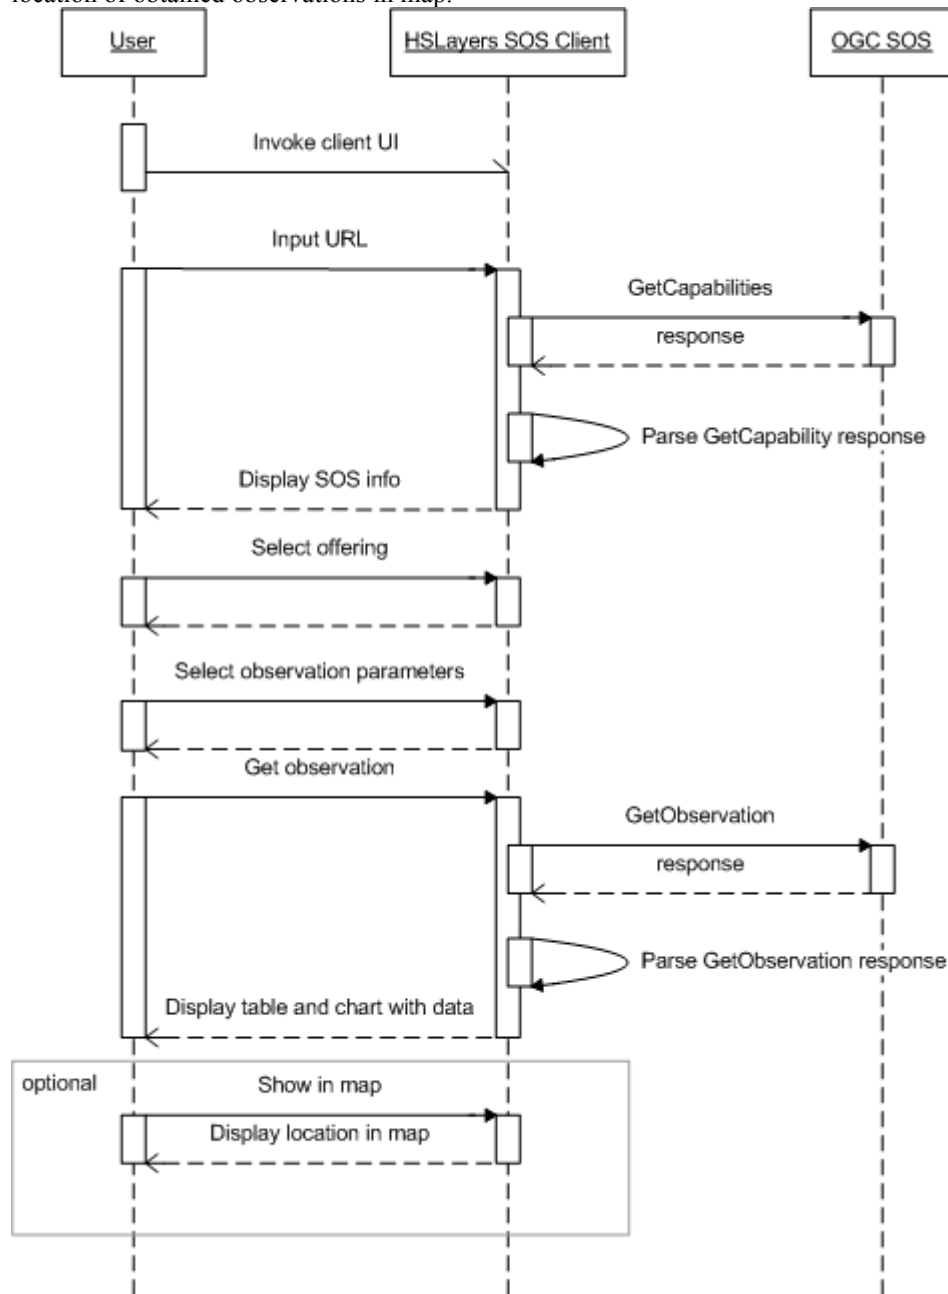 location of obtained observations in map.
User
HSLayers SOS Client
OGC SOS
Invoke client UI
Input URL
GetCapabilities
response
Parse GetCapability response
Display SOS info
Select offering
Select observation parameters
Get observation
GetObservation
response
Parse GetObservation response
Display table and chart with data
optional
Show in map
Display location in map